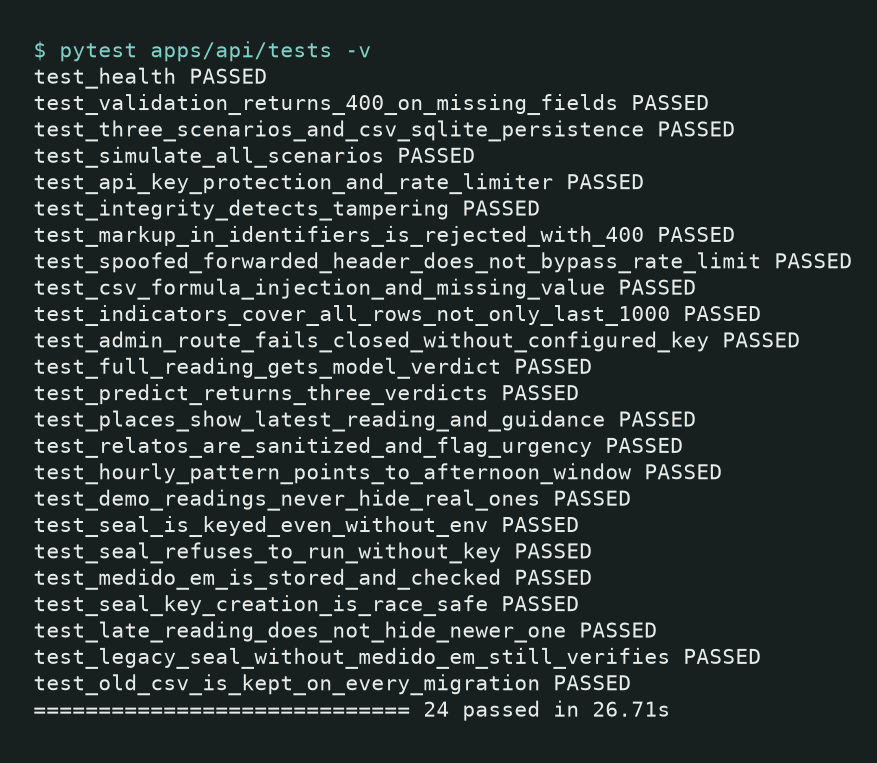 $ pytest apps/api/tests -v
test_health PASSED
test_validation_returns_400_on_missing_fields PASSED
test_three_scenarios_and_csv_sqlite_persistence PASSED
test_simulate_all_scenarios PASSED
test_api_key_protection_and_rate_limiter PASSED
test_integrity_detects_tampering PASSED
test_markup_in_identifiers_is_rejected_with_400 PASSED
test_spoofed_forwarded_header_does_not_bypass_rate_limit PASSED
test_csv_formula_injection_and_missing_value PASSED
test_indicators_cover_all_rows_not_only_last_1000 PASSED
test_admin_route_fails_closed_without_configured_key PASSED
test_full_reading_gets_model_verdict PASSED
test_predict_returns_three_verdicts PASSED
test_places_show_latest_reading_and_guidance PASSED
test_relatos_are_sanitized_and_flag_urgency PASSED
test_hourly_pattern_points_to_afternoon_window PASSED
test_demo_readings_never_hide_real_ones PASSED
test_seal_is_keyed_even_without_env PASSED
test_seal_refuses_to_run_without_key PASSED
test_medido_em_is_stored_and_checked PASSED
test_seal_key_creation_is_race_safe PASSED
test_late_reading_does_not_hide_newer_one PASSED
test_legacy_seal_without_medido_em_still_verifies PASSED
test_old_csv_is_kept_on_every_migration PASSED
============================= 24 passed in 26.71s